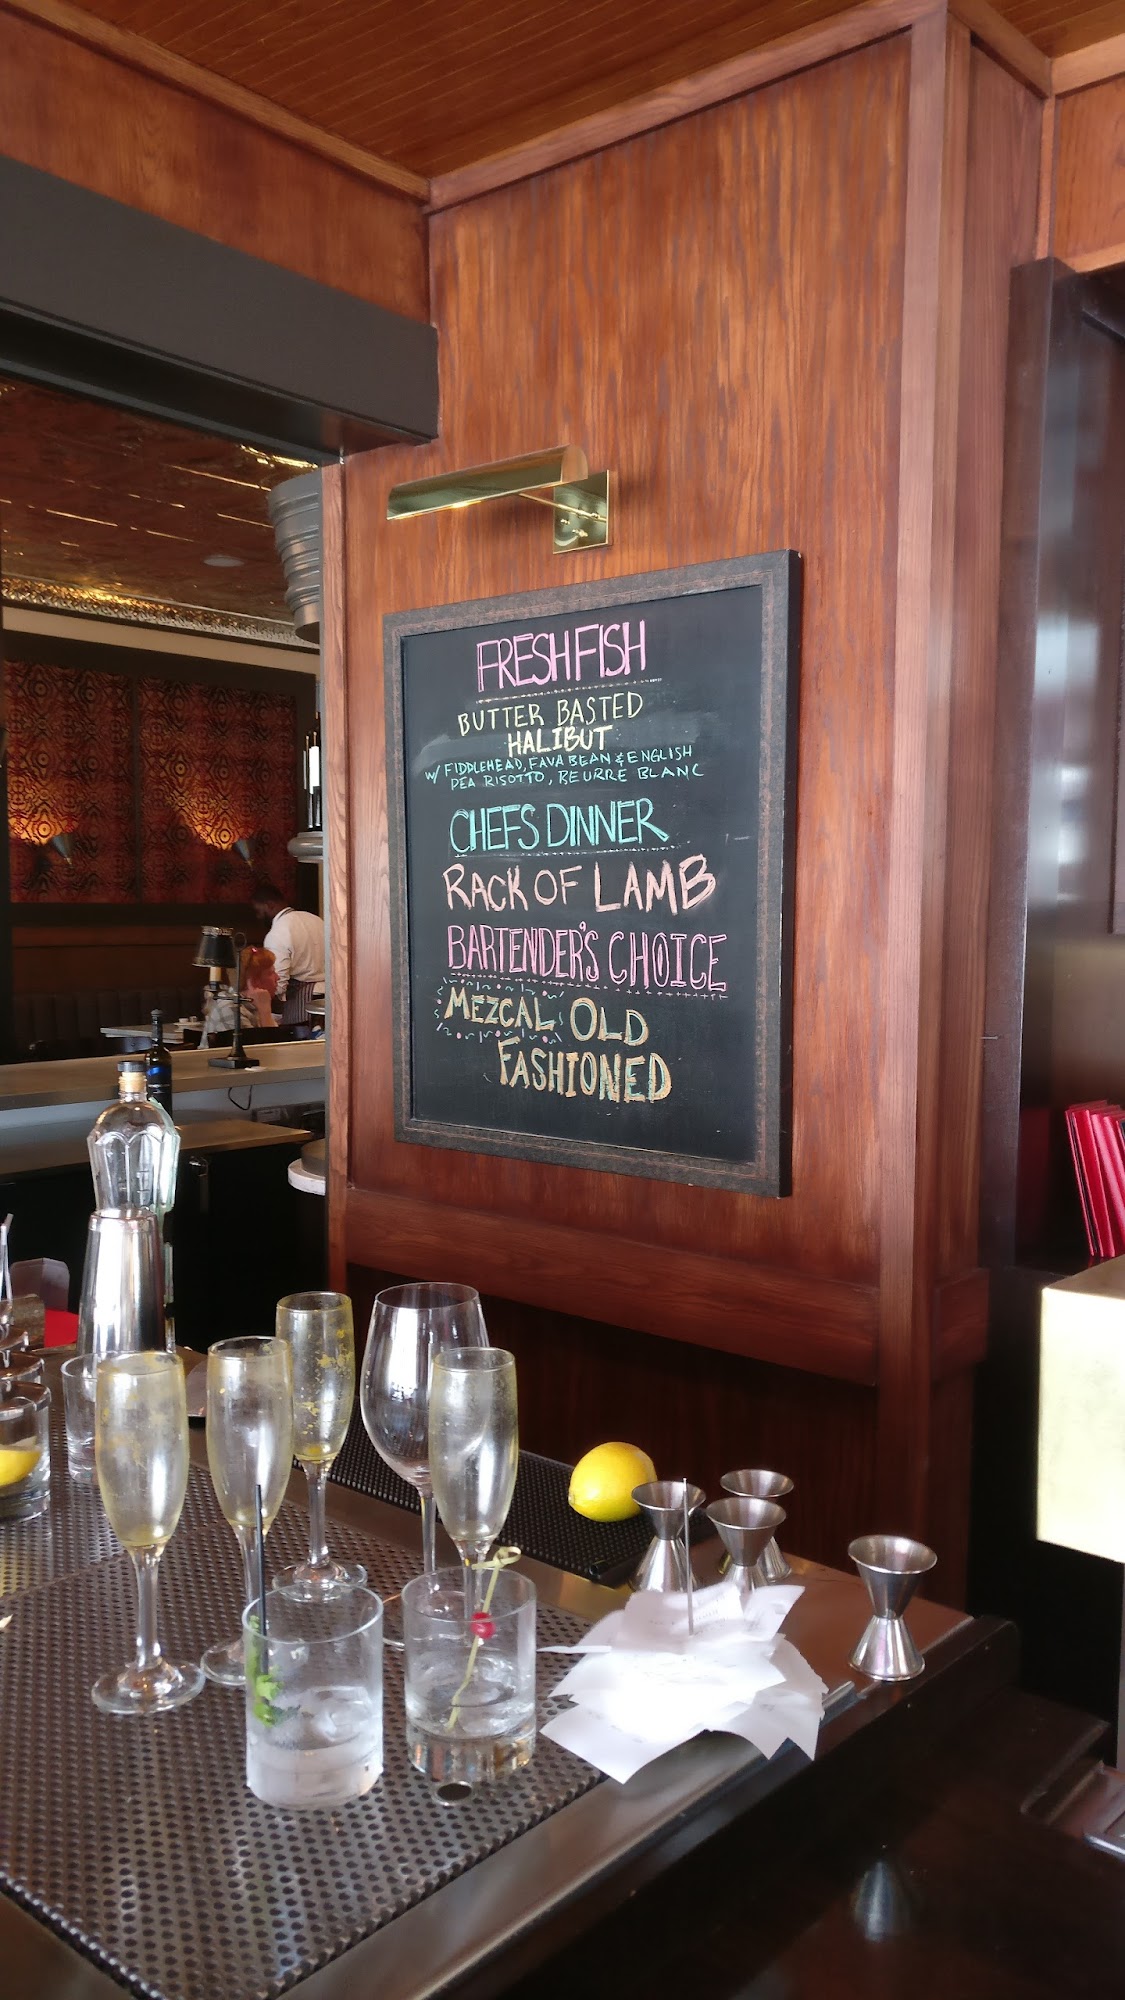 FRESH FISH
BUTTER BASTED
HALIBUT
W/ FIDDLEHEAD, FAVA BEAN & ENGLISH
PEA RISOTTO, BEURRE BLANC
CHEFS DINNER
RACK OF LAMB
BARTENDER'S CHOICE
MEZCAL OLD
FASHIONED